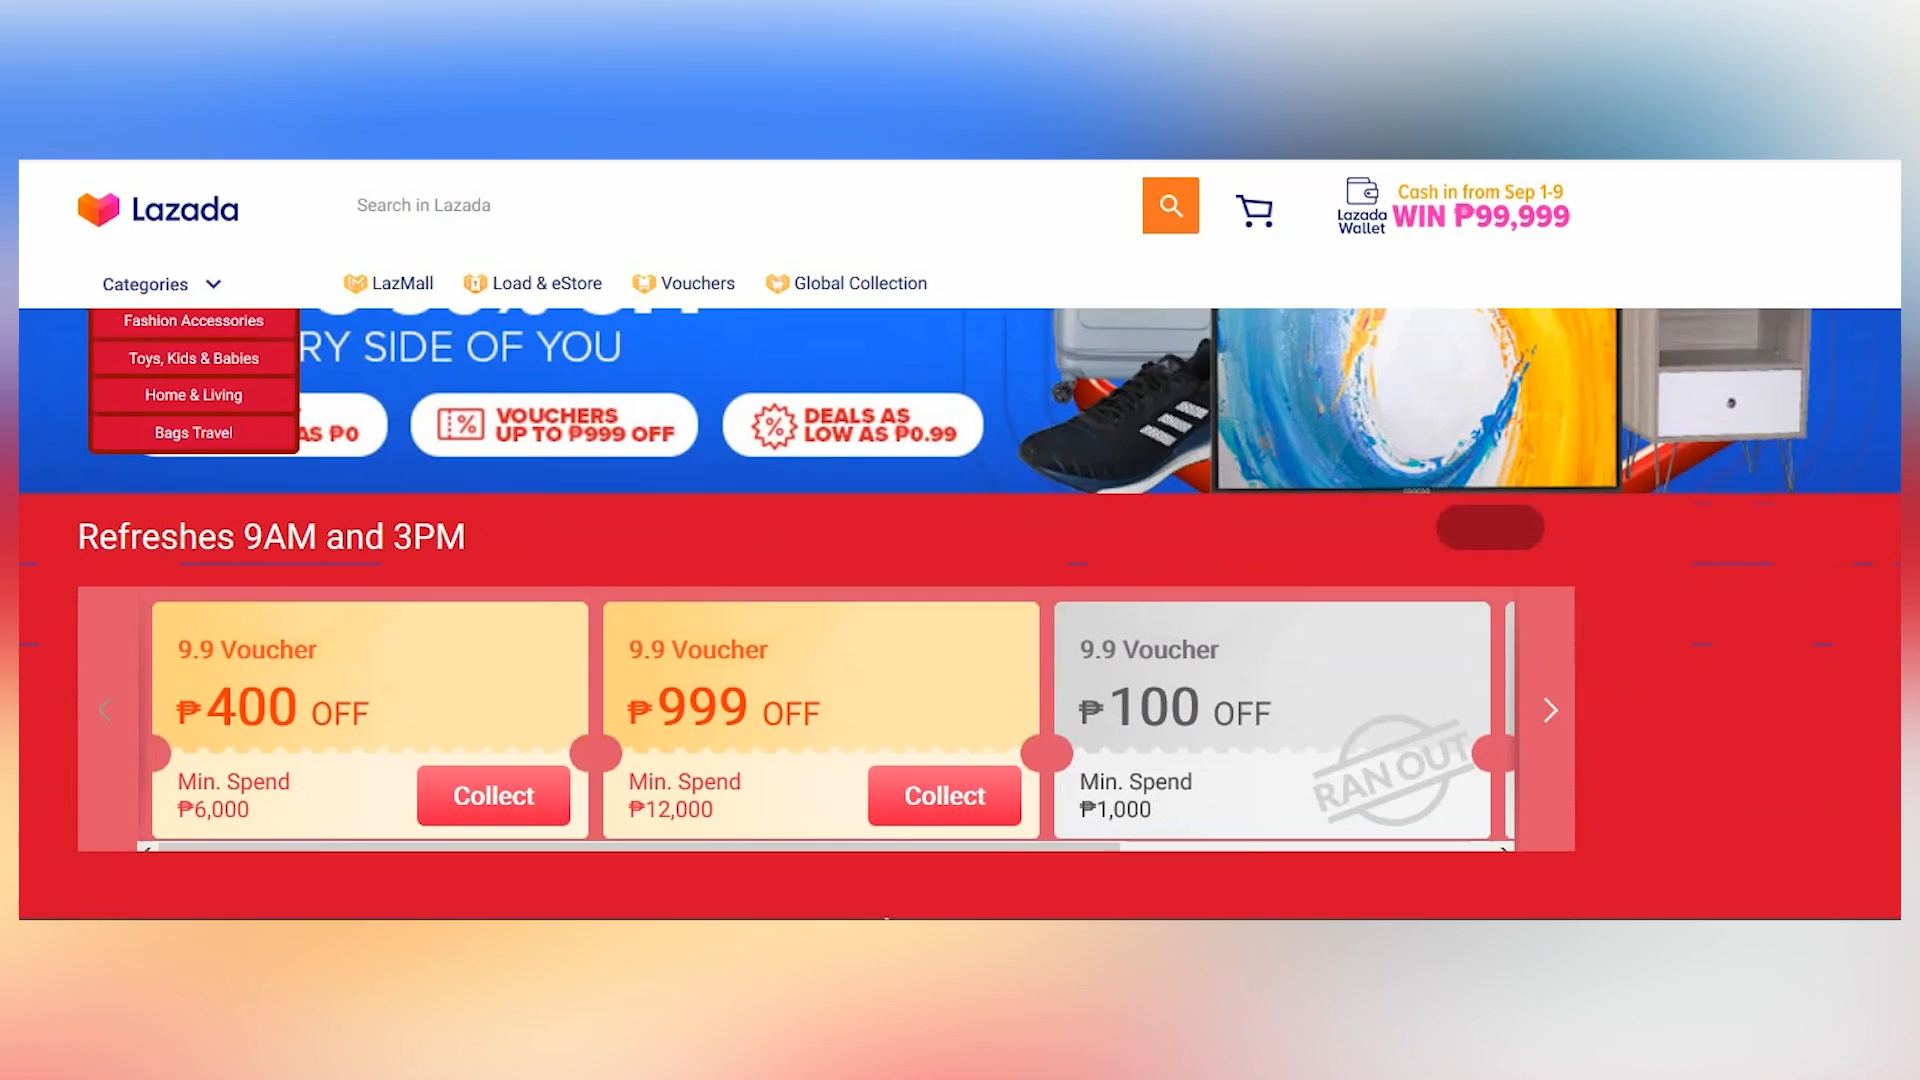 Lazada
Search in Lazada
Lazada
Wallet
Cash in from Sep 1-9
WIN ₱99,999
Categories
LazMall
Load & eStore
Vouchers
Global Collection
Fashion Accessories
Toys, Kids & Babies
Home & Living
Bags Travel
RY SIDE OF YOU
AS ₱0
VOUCHERS
UP TO ₱999 OFF
DEALS AS
LOW AS ₱0.99
Refreshes 9AM and 3PM
9.9 Voucher
₱400 OFF
Min. Spend
₱6,000
Collect
9.9 Voucher
₱999 OFF
Min. Spend
₱12,000
Collect
9.9 Voucher
₱100 OFF
Min. Spend
₱1,000
RAN OUT